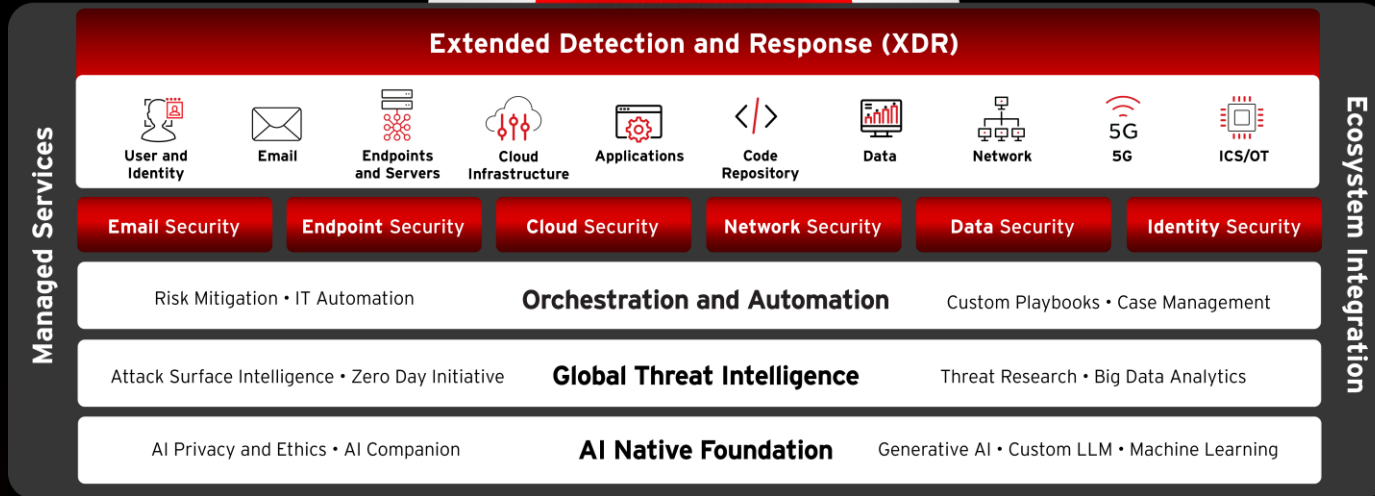 Extended Detection and Response (XDR)
User and
Identity
Email
Endpoints
and Servers
Cloud
Infrastructure
Applications
Code
Repository
Data
Network
5G
5G
ICS/OT
Email Security
Endpoint Security
Cloud Security
Network Security
Data Security
Identity Security
Risk Mitigation • IT Automation
Orchestration and Automation
Custom Playbooks • Case Management
Attack Surface Intelligence • Zero Day Initiative
Global Threat Intelligence
Threat Research • Big Data Analytics
AI Privacy and Ethics • AI Companion
AI Native Foundation
Generative AI • Custom LLM • Machine Learning
Managed Services
Ecosystem Integration